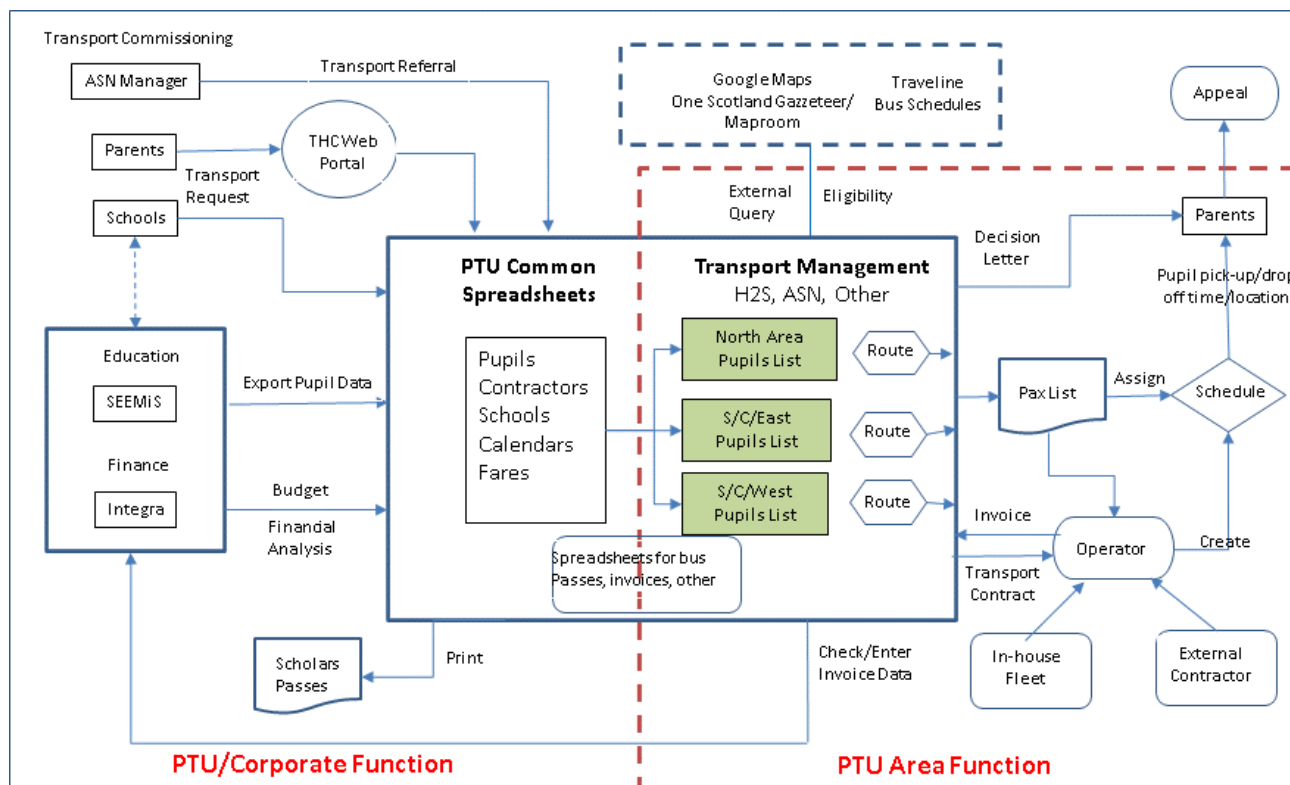 Transport Commissioning
ASN Manager
Transport Referral
Parents
THCWeb
Portal
Transport
Request
Schools
Google Maps
One Scotland Gazzeteer/
Maproom
Traveline
Bus Schedules
Appeal
External
Query
Eligibility
Parents
Decision
Letter
Pupil pick-up/drop
off time/location
PTU Common
Spreadsheets
Transport Management
H2S, ASN, Other
Pupils
Contractors
Schools
Calendars
Fares
North Area
Pupils List
Route
S/C/East
Pupils List
Route
S/C/West
Pupils List
Route
Spreadsheets for bus
Passes, invoices, other
Education
SEEMiS
Finance
Integra
Export Pupil Data
Budget
Financial
Analysis
Pax List
Assign
Schedule
Invoice
Operator
Create
Transport
Contract
In-house
Fleet
External
Contractor
Scholars
Passes
Print
Check/Enter
Invoice Data
PTU/Corporate Function
PTU Area Function